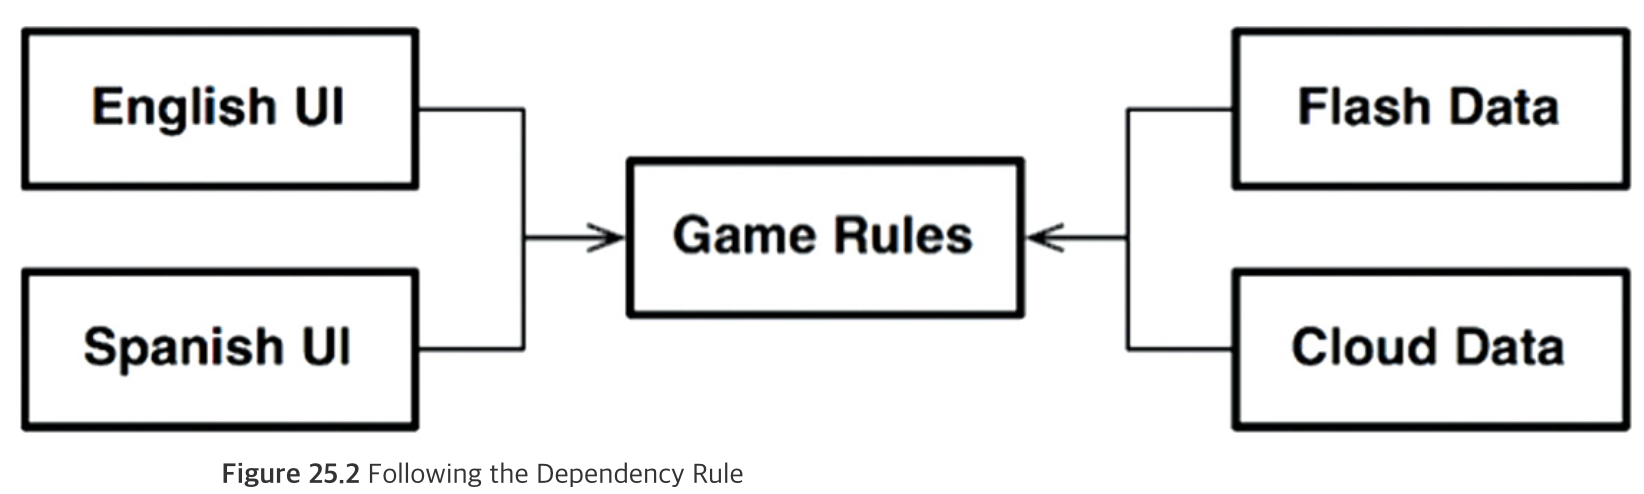 English UI
Flash Data
Game Rules
Spanish UI
Cloud Data
Figure 25.2 Following the Dependency Rule